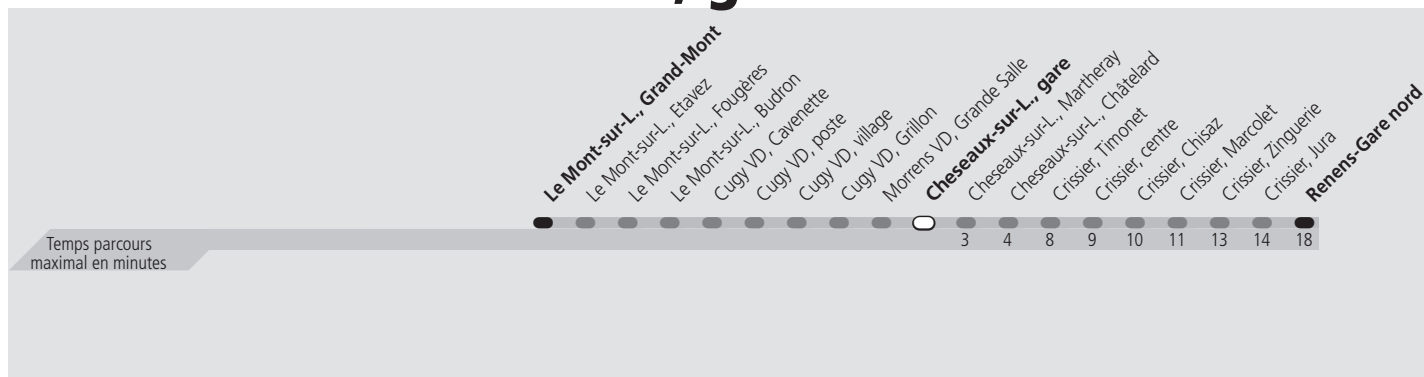 Le Mont-sur-L., Grand-Mont
Le Mont-sur-L., Etavez
Le Mont-sur-L., Fougères
Le Mont-sur-L., Budron
Cugy VD, Cavenette
Cugy VD, poste
Cugy VD, village
Cugy VD, Grillon
Morrens VD, Grande Salle
Cheseaux-sur-L., gare
Cheseaux-sur-L., Martheray
Cheseaux-sur-L., Châtelard
Crissier, Timonet
Crissier, centre
Crissier, Chisaz
Crissier, Marcolet
Crissier, Zinguerie
Crissier, Jura
Renens-Gare nord
Temps parcours
maximal en minutes
3 4 8 9 10 11 13 14 18